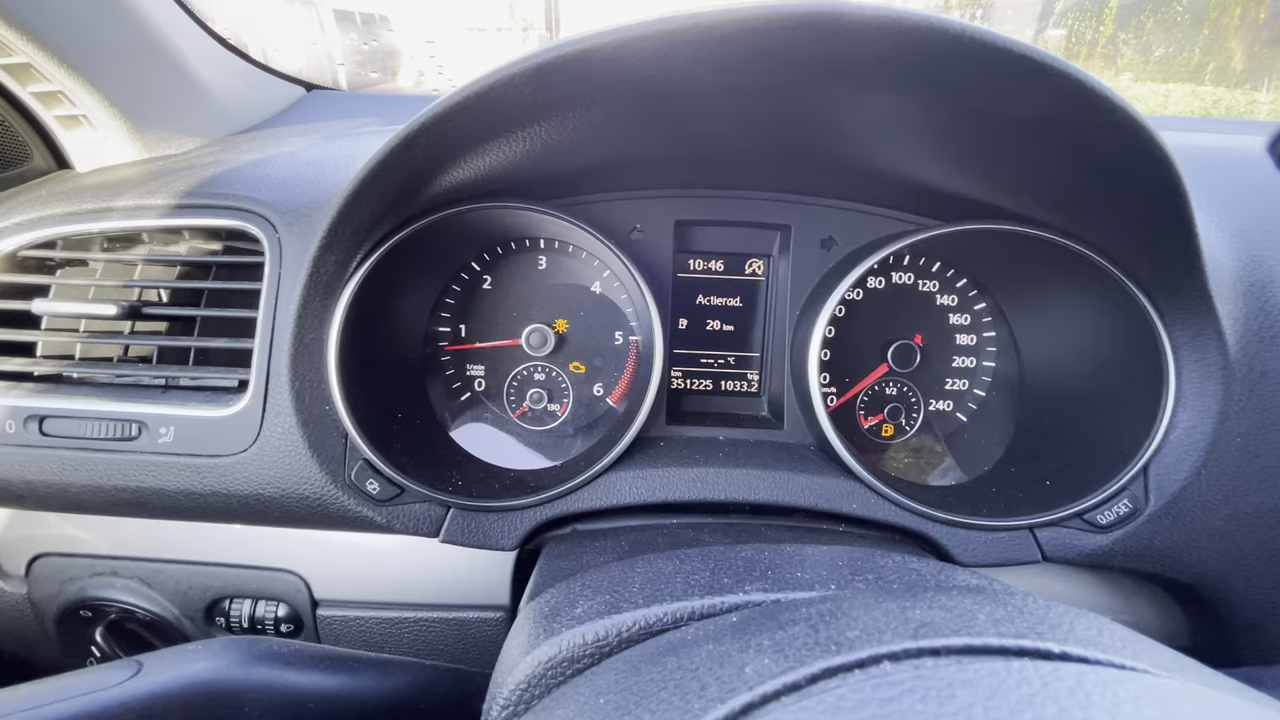 10:46
Actierad.
20 km
--.- °C
km
trip
351225 1033.2
0
1
2
3
4
5
6
1/min
x1000
90
130
0
60
80
100
120
140
160
180
200
220
240
km/h
1/2
0
0.0/SET